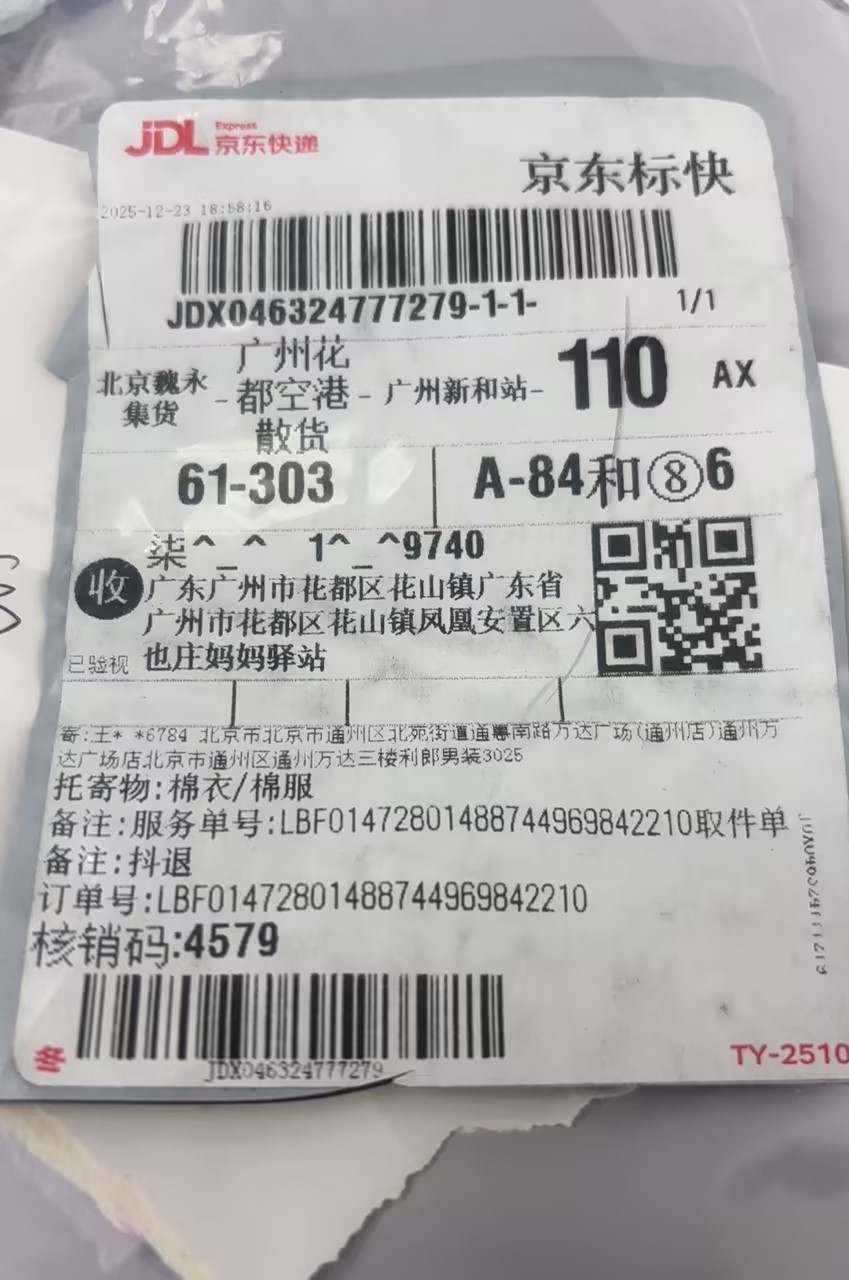 JDL Express 京东快递
京东标快
2025-12-23 18:58:16
JDX046324777279-1-1- 1/1
北京魏永集货 - 广州花都空港散货 - 广州新和站- 110 AX
61-303 A-84和⑧6
柒^_^ 1^_^9740
收 广东广州市花都区花山镇广东省
广州市花都区花山镇凤凰安置区六
也庄妈妈驿站
已验视
寄:王* *6784 北京市北京市通州区北苑街道通惠南路万达广场(通州店)通州万
达广场店北京市通州区通州万达三楼利郎男装3025
托寄物:棉衣/棉服
备注:服务单号:LBF01472801488744969842210取件单
备注:抖退
订单号:LBF01472801488744969842210
核销码:4579
JDX046324777279
冬
TY-2510